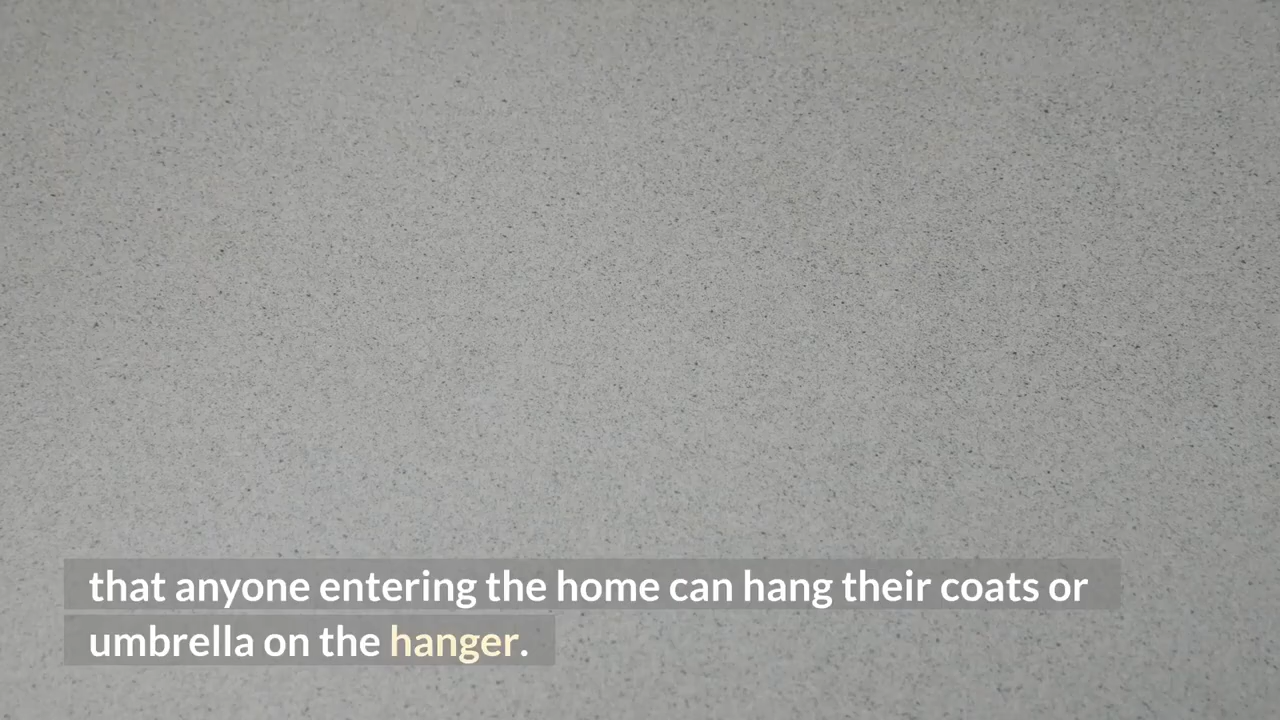 that anyone entering the home can hang their coats or
umbrella on the hanger.